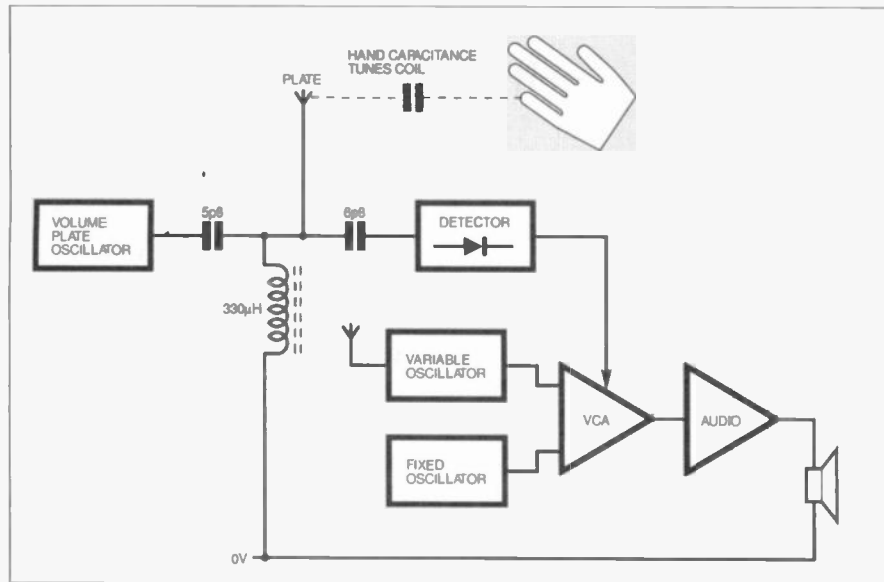 HAND CAPACITANCE
TUNES COIL
PLATE
VOLUME
PLATE
OSCILLATOR
5p6
6p8
DETECTOR
330μH
VARIABLE
OSCILLATOR
VCA
AUDIO
FIXED
OSCILLATOR
0V